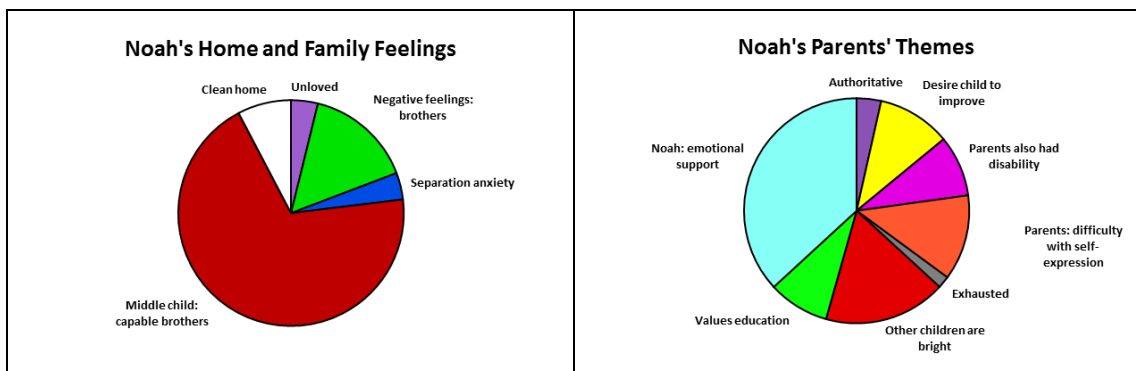 Noah's Home and Family Feelings
Clean home
Unloved
Negative feelings:
brothers
Separation anxiety
Middle child:
capable brothers
Noah's Parents' Themes
Authoritative
Desire child to
improve
Noah: emotional
support
Parents also had
disability
Parents: difficulty
with self-
expression
Exhausted
Values education
Other children are
bright